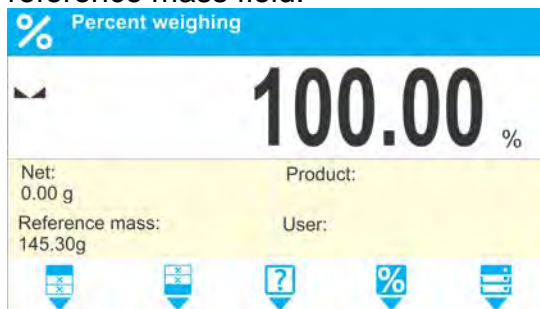 reference mass field.
% Percent weighing
100.00 %
Net:
0.00 g
Product:
Reference mass:
145.30g
User:
? %